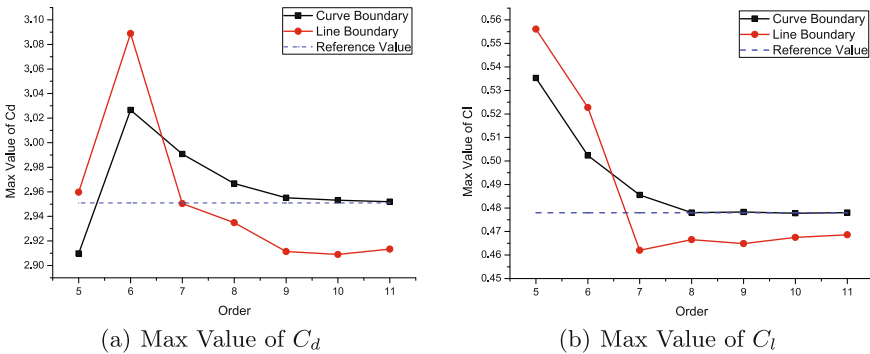 3.10
3.08
3.06
3.04
3.02
3.00
2.98
2.96
2.94
2.92
2.90
Max Value of Cd
5 6 7 8 9 10 11
Order
Curve Boundary
Line Boundary
Reference Value
(a) Max Value of C_d
0.56
0.55
0.54
0.53
0.52
0.51
0.50
0.49
0.48
0.47
0.46
0.45
Max Value of Cl
5 6 7 8 9 10 11
Order
Curve Boundary
Line Boundary
Reference Value
(b) Max Value of C_l